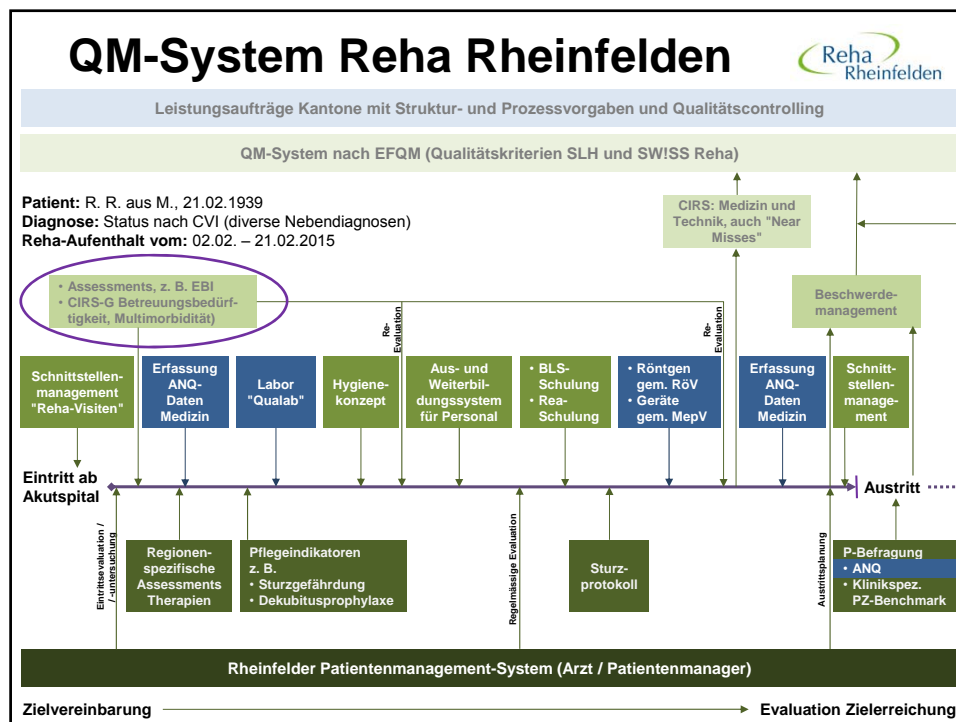 QM-System Reha Rheinfelden
Reha
Rheinfelden
Leistungsaufträge Kantone mit Struktur- und Prozessvorgaben und Qualitätscontrolling
QM-System nach EFQM (Qualitätskriterien SLH und SW!SS Reha)
Patient: R. R. aus M., 21.02.1939
Diagnose: Status nach CVI (diverse Nebendiagnosen)
Reha-Aufenthalt vom: 02.02. – 21.02.2015
CIRS: Medizin und
Technik, auch "Near
Misses"
• Assessments, z. B. EBI
• CIRS-G Betreuungsbedürf-
tigkeit, Multimorbidität)
Beschwerde-
management
Re-
Evaluation
Re-
Evaluation
Schnittstellen-
management
"Reha-Visiten"
Erfassung
ANQ-
Daten
Medizin
Labor
"Qualab"
Hygiene-
konzept
Aus- und
Weiterbil-
dungssystem
für Personal
• BLS-
Schulung
• Rea-
Schulung
• Röntgen
gem. RöV
• Geräte
gem. MepV
Erfassung
ANQ-
Daten
Medizin
Schnitt-
stellen-
manage-
ment
Eintritt ab
Akutspital
Austritt
Eintrittsevaluation /
/ -untersuchung
Regionen-
spezifische
Assessments
Therapien
Pflegeindikatoren
z. B.
• Sturzgefährdung
• Dekubitusprophylaxe
Regelmässige Evaluation
Sturz-
protokoll
Austrittsplanung
P-Befragung
• ANQ
• Klinikspez.
PZ-Benchmark
Rheinfelder Patientenmanagement-System (Arzt / Patientenmanager)
Zielvereinbarung
Evaluation Zielerreichung